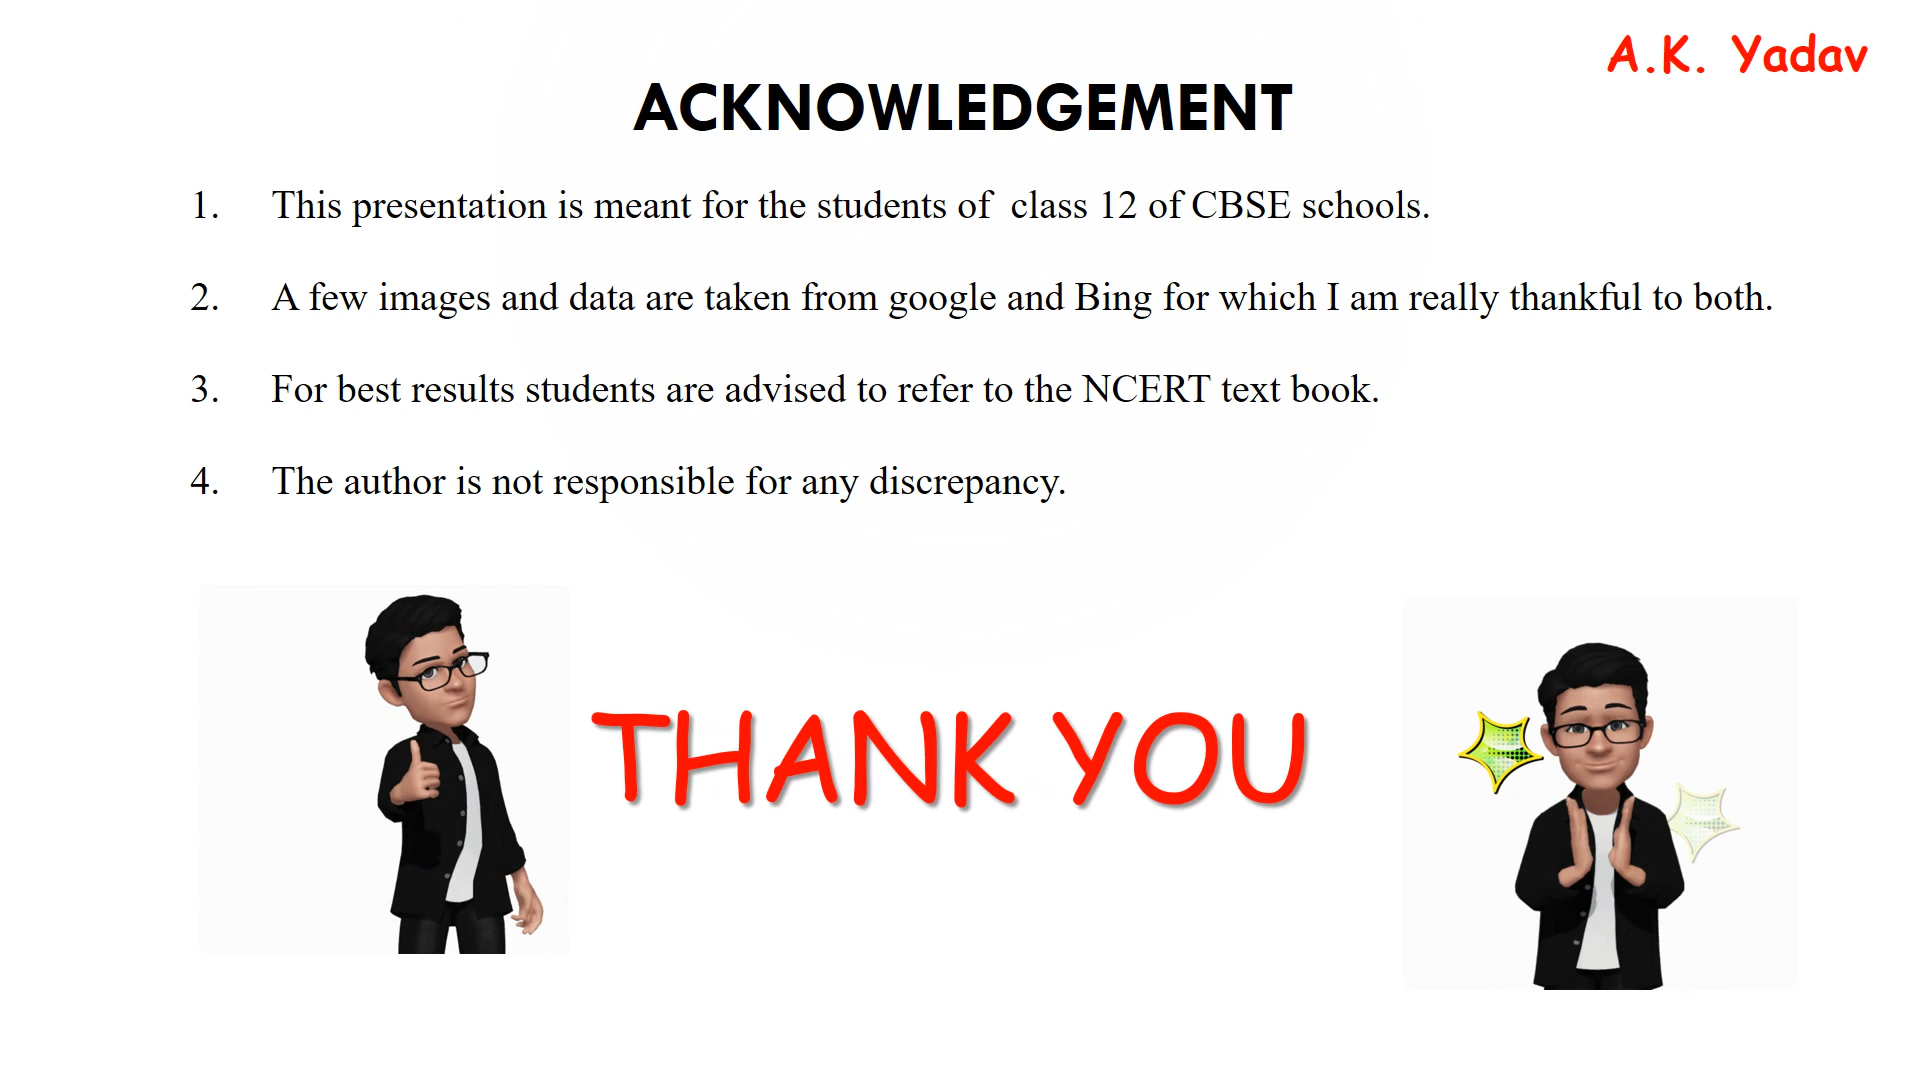 A.K. Yadav
ACKNOWLEDGEMENT
1. This presentation is meant for the students of class 12 of CBSE schools.
2. A few images and data are taken from google and Bing for which I am really thankful to both.
3. For best results students are advised to refer to the NCERT text book.
4. The author is not responsible for any discrepancy.
THANK YOU